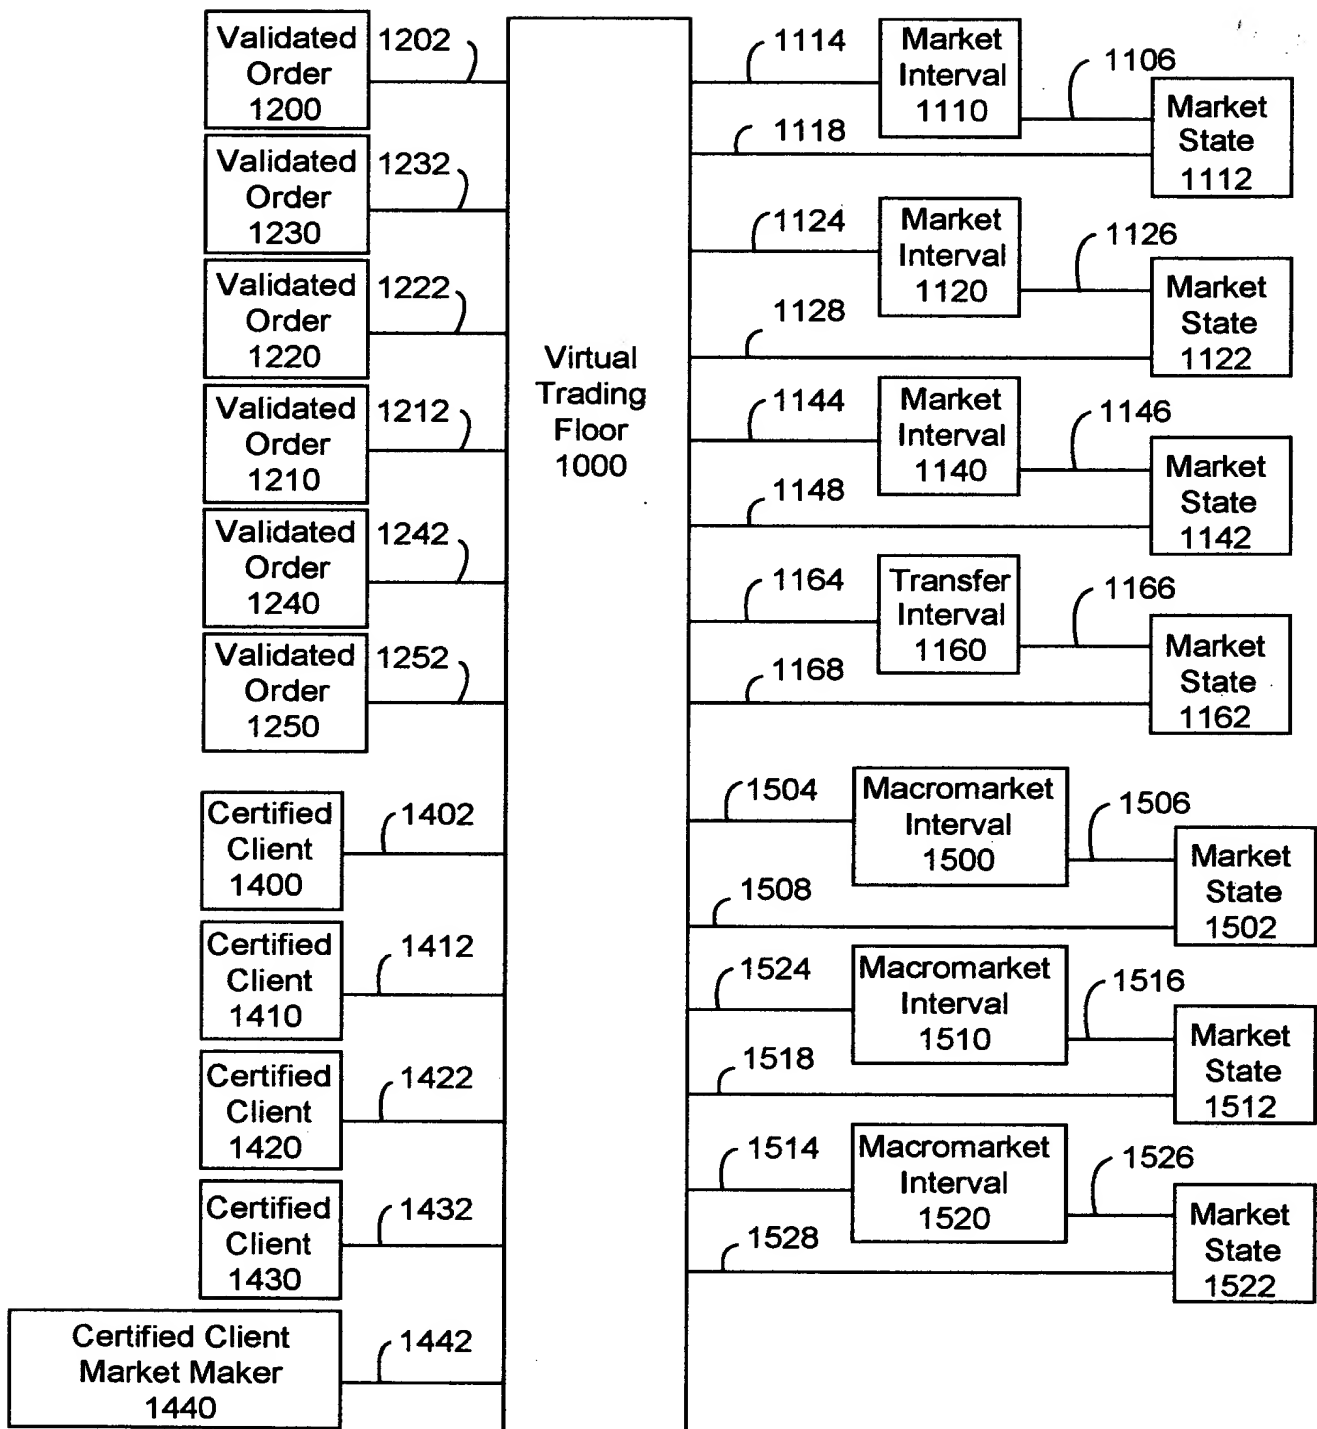 Validated
Order
1200
1202
Validated
Order
1230
1232
Validated
Order
1220
1222
Validated
Order
1210
1212
Validated
Order
1240
1242
Validated
Order
1250
1252
Certified
Client
1400
1402
Certified
Client
1410
1412
Certified
Client
1420
1422
Certified
Client
1430
1432
Certified Client
Market Maker
1440
1442
Virtual
Trading
Floor
1000
1114
Market
Interval
1110
1106
Market
State
1112
1118
1124
Market
Interval
1120
1126
Market
State
1122
1128
1144
Market
Interval
1140
1146
Market
State
1142
1148
1164
Transfer
Interval
1160
1166
Market
State
1162
1168
1504
Macromarket
Interval
1500
1506
Market
State
1502
1508
1524
Macromarket
Interval
1510
1516
Market
State
1512
1518
1514
Macromarket
Interval
1520
1526
Market
State
1522
1528